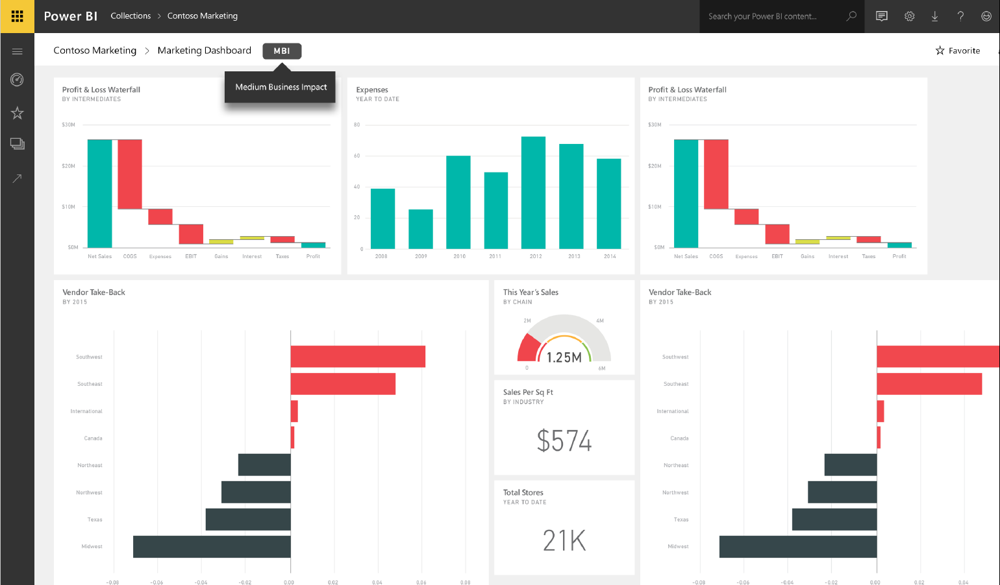 Power BI
Collections > Contoso Marketing
Search your Power BI content...
Contoso Marketing > Marketing Dashboard
MBI
Favorite
Medium Business Impact
Profit & Loss Waterfall
BY INTERMEDIATES
$30M
$20M
$10M
$0M
Net Sales COGS Expenses EBIT Gains Interest Taxes Profit
Expenses
YEAR TO DATE
80
60
40
20
0
2008 2009 2010 2011 2012 2013 2014
Profit & Loss Waterfall
BY INTERMEDIATES
$30M
$20M
$10M
$0M
Net Sales COGS Expenses EBIT Gains Interest Taxes Profit
Vendor Take-Back
BY 2015
Southwest
Southeast
International
Canada
Northeast
Northwest
Texas
Midwest
-0.08 -0.06 -0.04 -0.02 0.00 0.02 0.04 0.06 0.08
This Year's Sales
BY CHAIN
2M 4M
1.25M
0 6M
Sales Per Sq Ft
BY INDUSTRY
$574
Total Stores
YEAR TO DATE
21K
Vendor Take-Back
BY 2015
Southwest
Southeast
International
Canada
Northeast
Northwest
Texas
Midwest
-0.08 -0.06 -0.04 -0.02 0.00 0.02 0.04